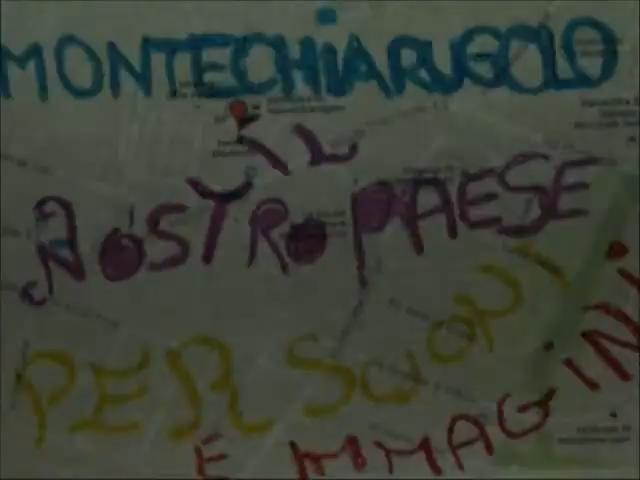 MONTECHiARUGOLO
IL
NOSTRO PAESE
PER SUONI
E IMMAGINI